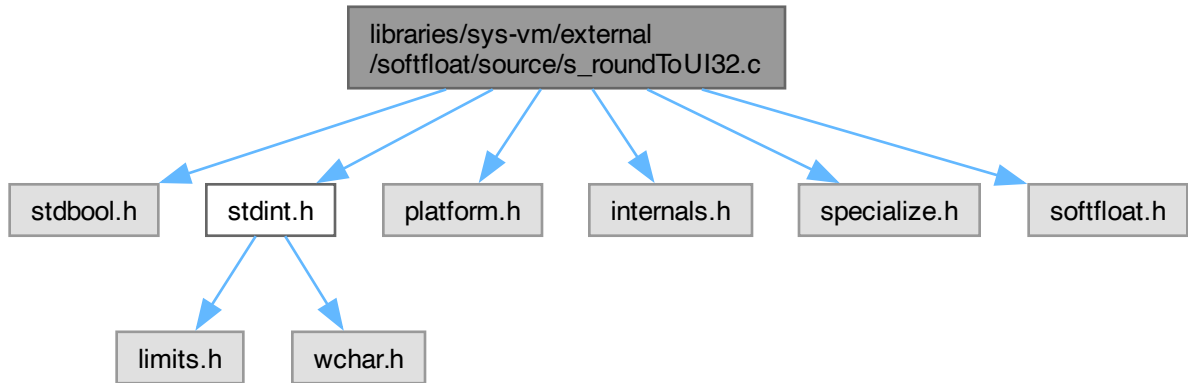 libraries/sys-vm/external
/softfloat/source/s_roundToUI32.c
stdbool.h
stdint.h
platform.h
internals.h
specialize.h
softfloat.h
limits.h
wchar.h